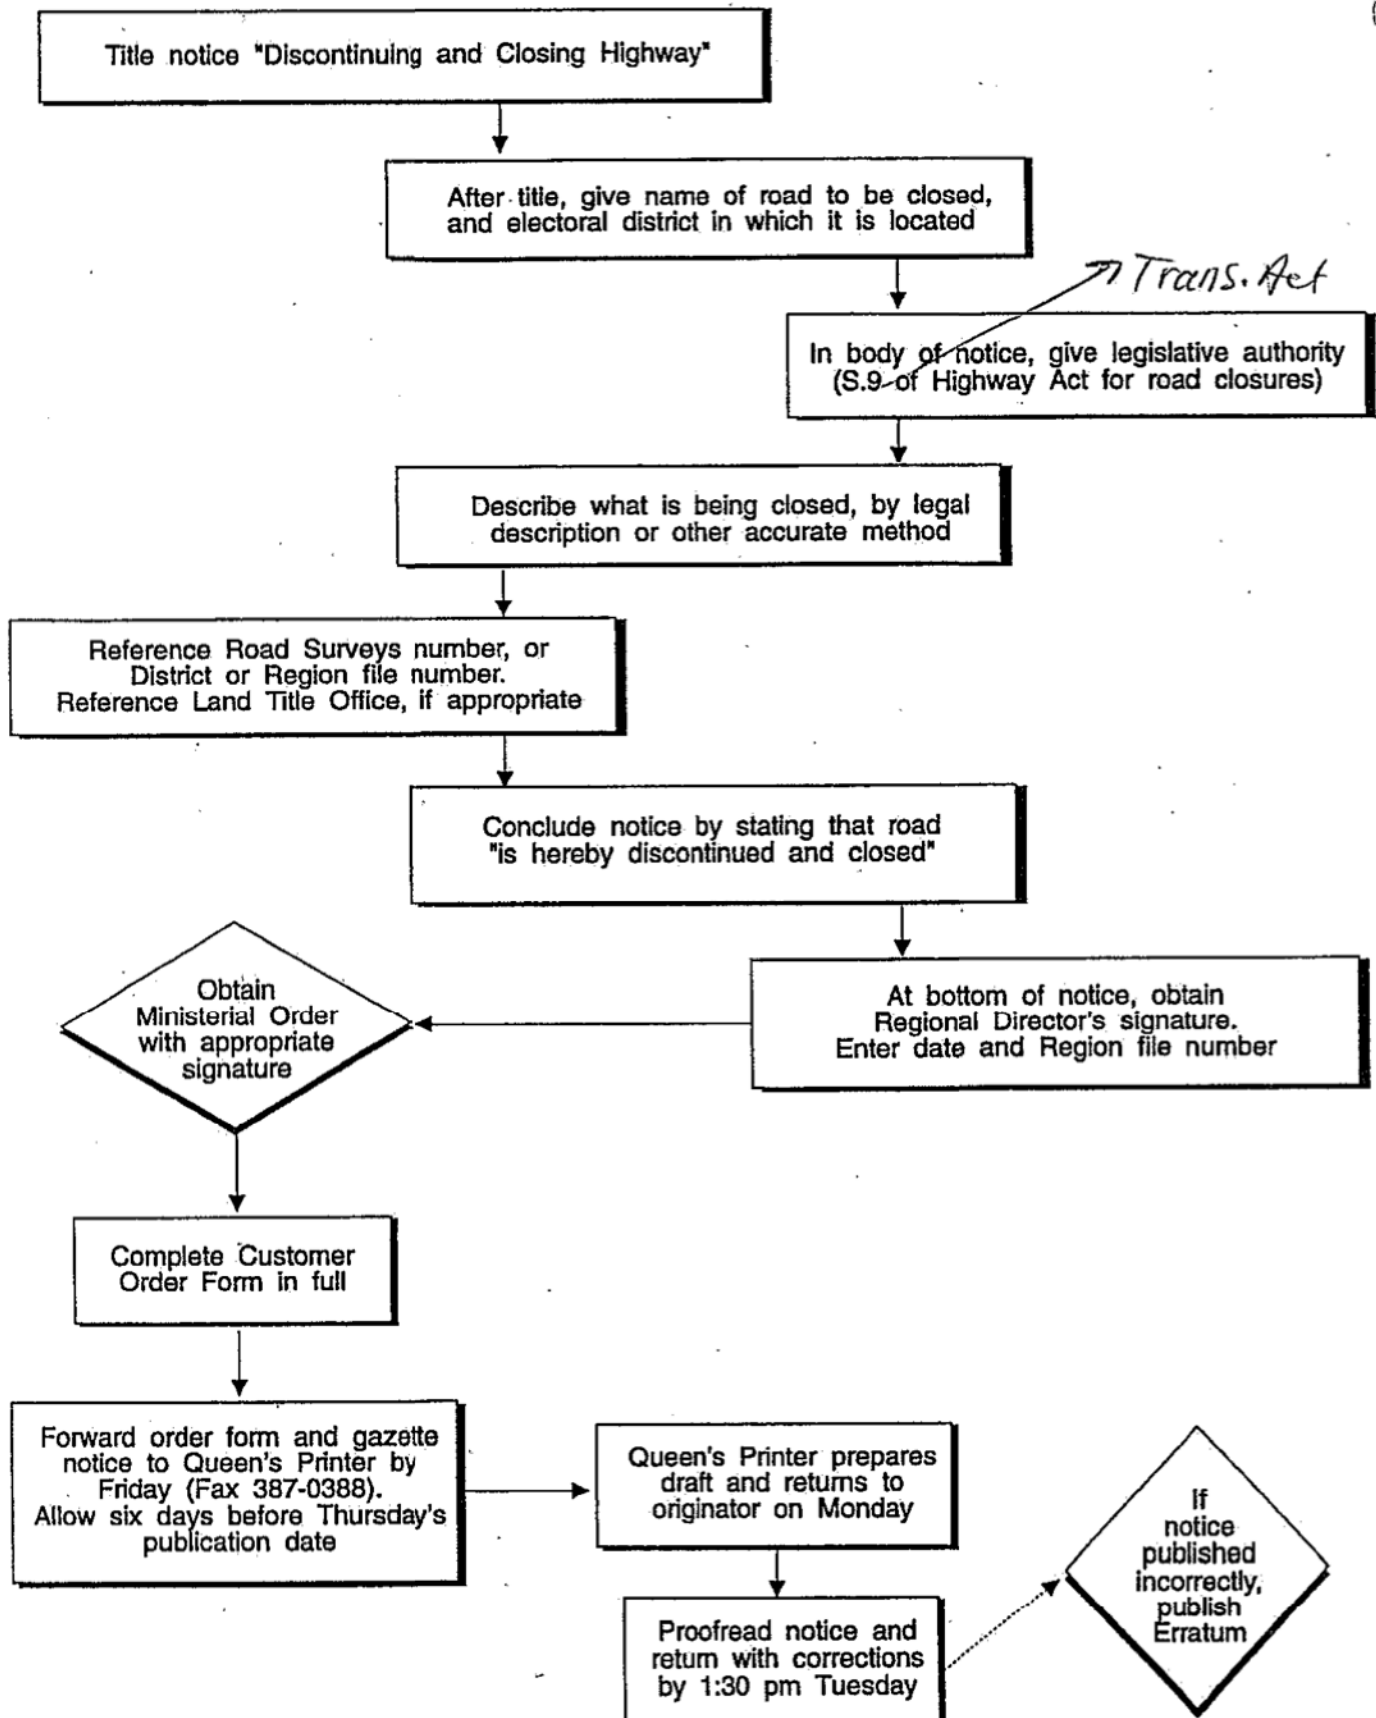 Title notice "Discontinuing and Closing Highway"
After title, give name of road to be closed,
and electoral district in which it is located
Trans. Act
In body of notice, give legislative authority
(S.9 of Highway Act for road closures)
Describe what is being closed, by legal
description or other accurate method
Reference Road Surveys number, or
District or Region file number.
Reference Land Title Office, if appropriate
Conclude notice by stating that road
"is hereby discontinued and closed"
At bottom of notice, obtain
Regional Director's signature.
Enter date and Region file number
Obtain
Ministerial Order
with appropriate
signature
Complete Customer
Order Form in full
Forward order form and gazette
notice to Queen's Printer by
Friday (Fax 387-0388).
Allow six days before Thursday's
publication date
Queen's Printer prepares
draft and returns to
originator on Monday
Proofread notice and
return with corrections
by 1:30 pm Tuesday
If
notice
published
incorrectly,
publish
Erratum